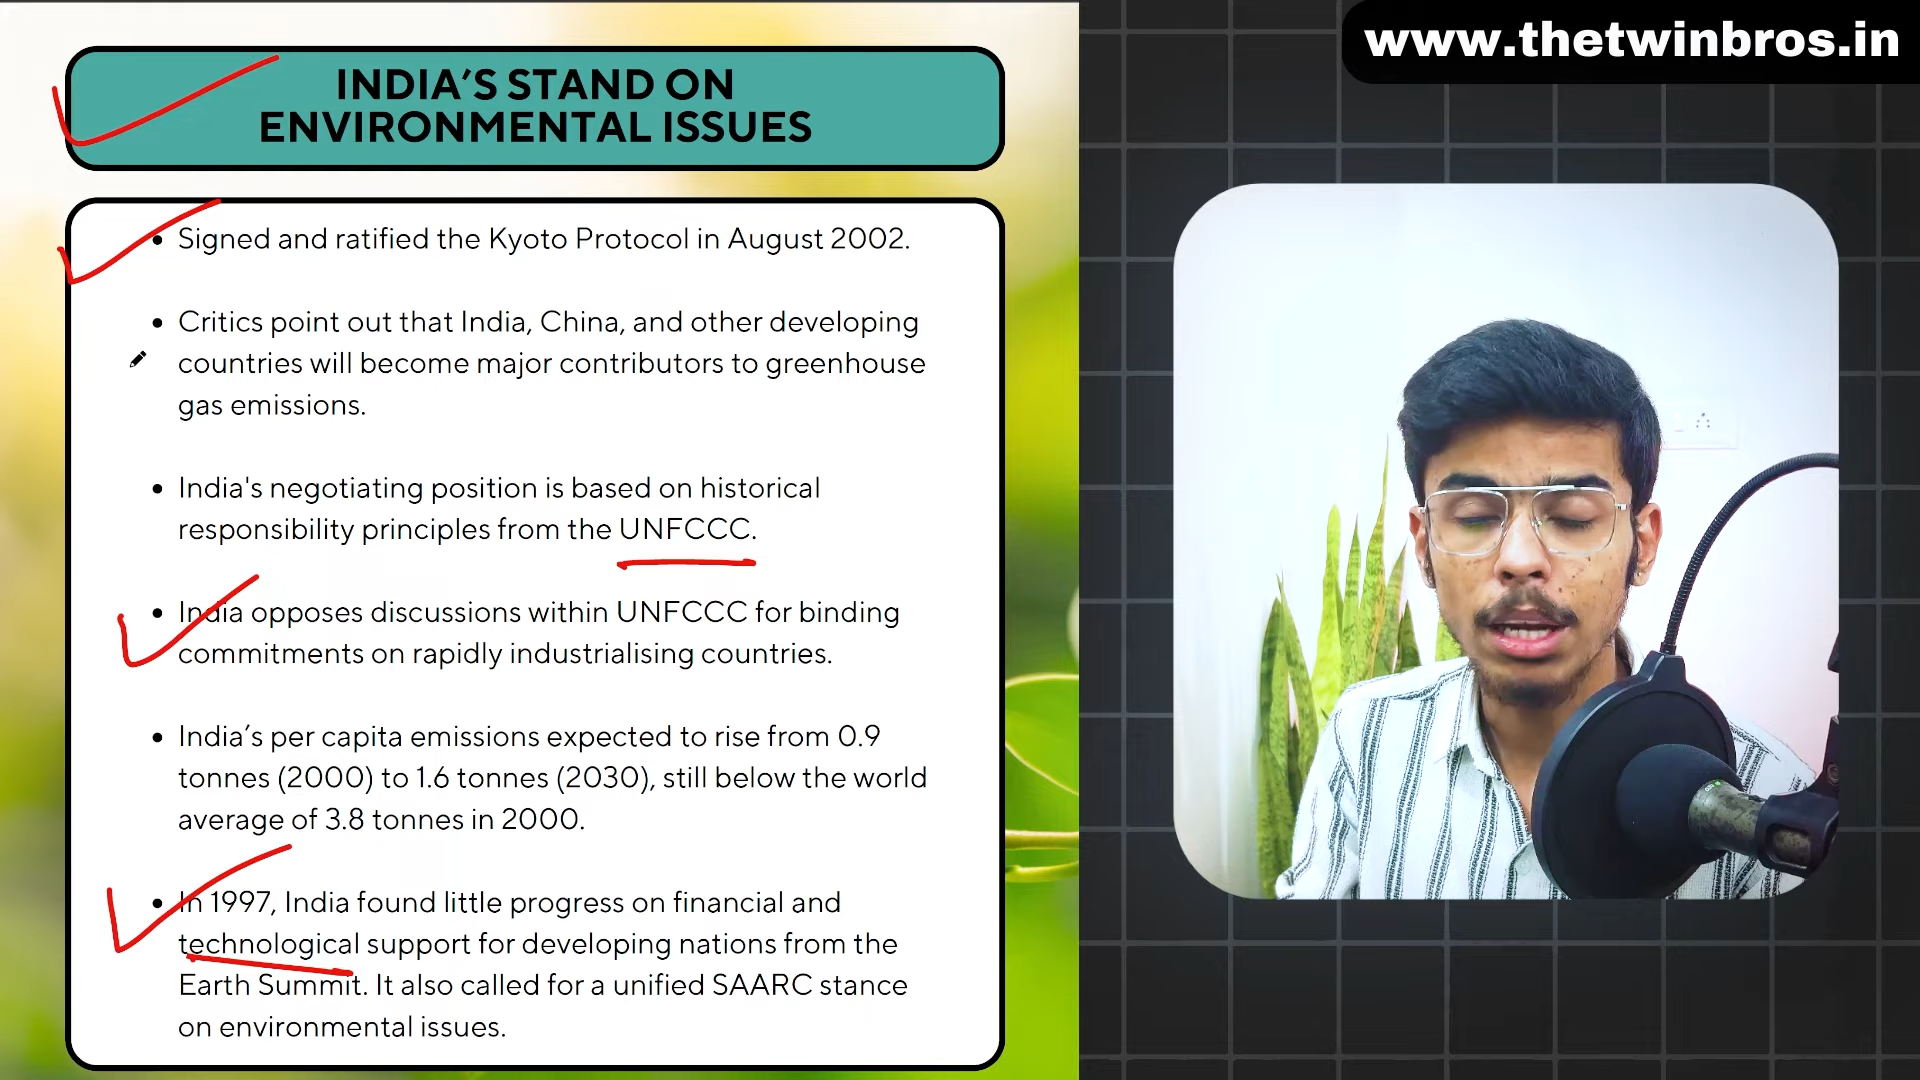 www.thetwinbros.in
INDIA’S STAND ON
ENVIRONMENTAL ISSUES
• Signed and ratified the Kyoto Protocol in August 2002.
• Critics point out that India, China, and other developing
countries will become major contributors to greenhouse
gas emissions.
• India's negotiating position is based on historical
responsibility principles from the UNFCCC.
• India opposes discussions within UNFCCC for binding
commitments on rapidly industrialising countries.
• India’s per capita emissions expected to rise from 0.9
tonnes (2000) to 1.6 tonnes (2030), still below the world
average of 3.8 tonnes in 2000.
• In 1997, India found little progress on financial and
technological support for developing nations from the
Earth Summit. It also called for a unified SAARC stance
on environmental issues.